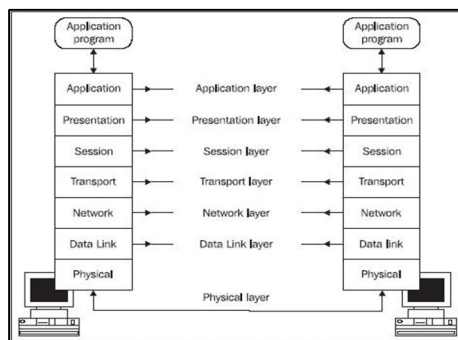 Application program
Application program
Application
Application layer
Application
Presentation
Presentation layer
Presentation
Session
Session layer
Session
Transport
Transport layer
Transport
Network
Network layer
Network
Data Link
Data Link layer
Data link
Physical
Physical layer
Physical